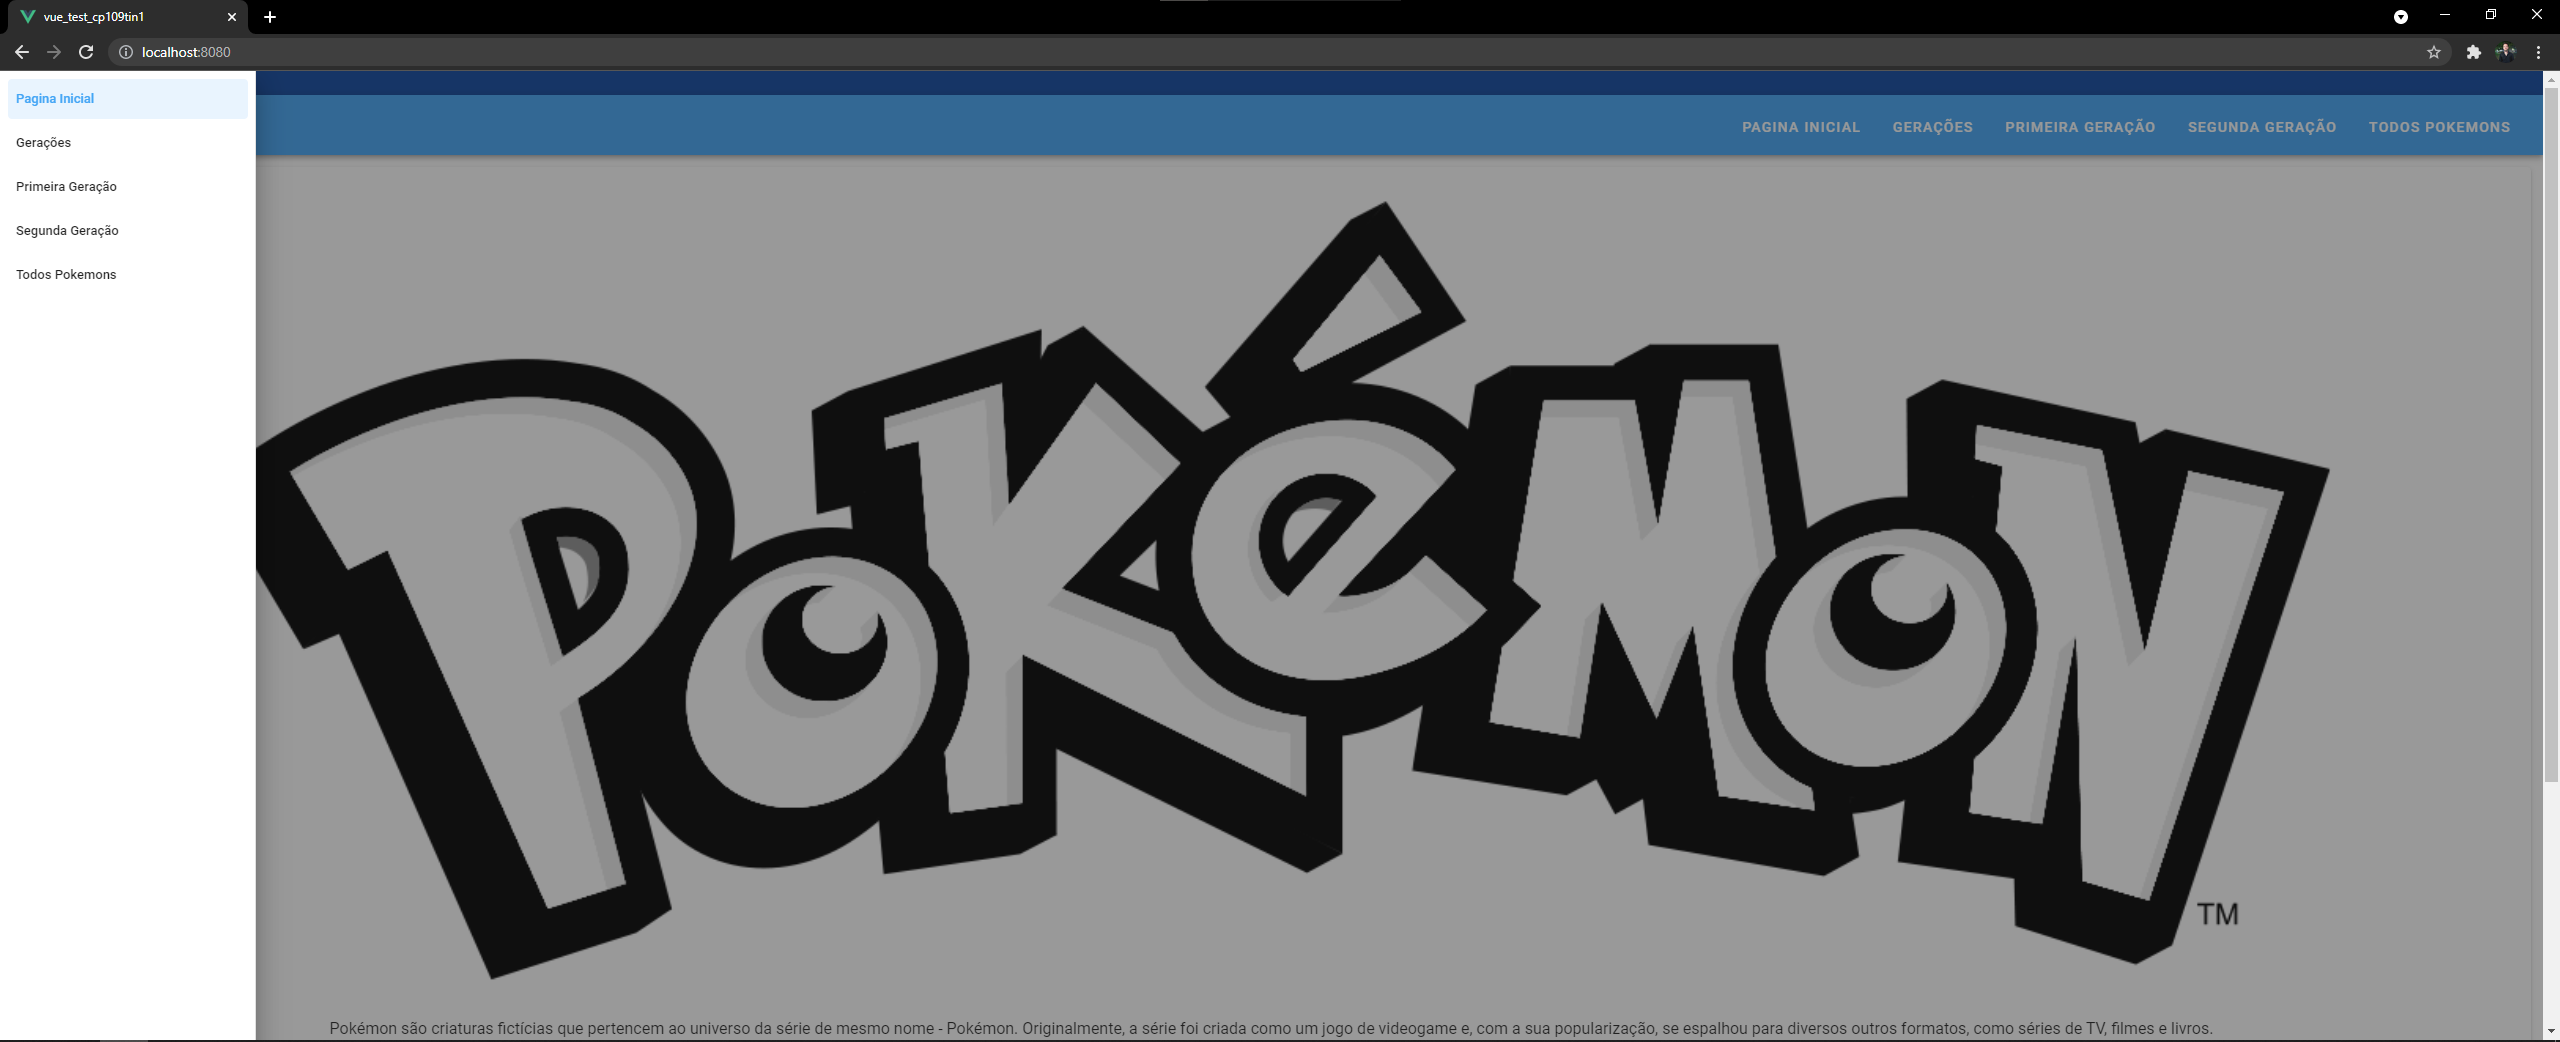 vue_test_cp109tin1
localhost:8080
Pagina Inicial
Gerações
Primeira Geração
Segunda Geração
Todos Pokemons
PAGINA INICIAL GERAÇÕES PRIMEIRA GERAÇÃO SEGUNDA GERAÇÃO TODOS POKEMONS
POKéMON
TM
Pokémon são criaturas fictícias que pertencem ao universo da série de mesmo nome - Pokémon. Originalmente, a série foi criada como um jogo de videogame e, com a sua popularização, se espalhou para diversos outros formatos, como séries de TV, filmes e livros.